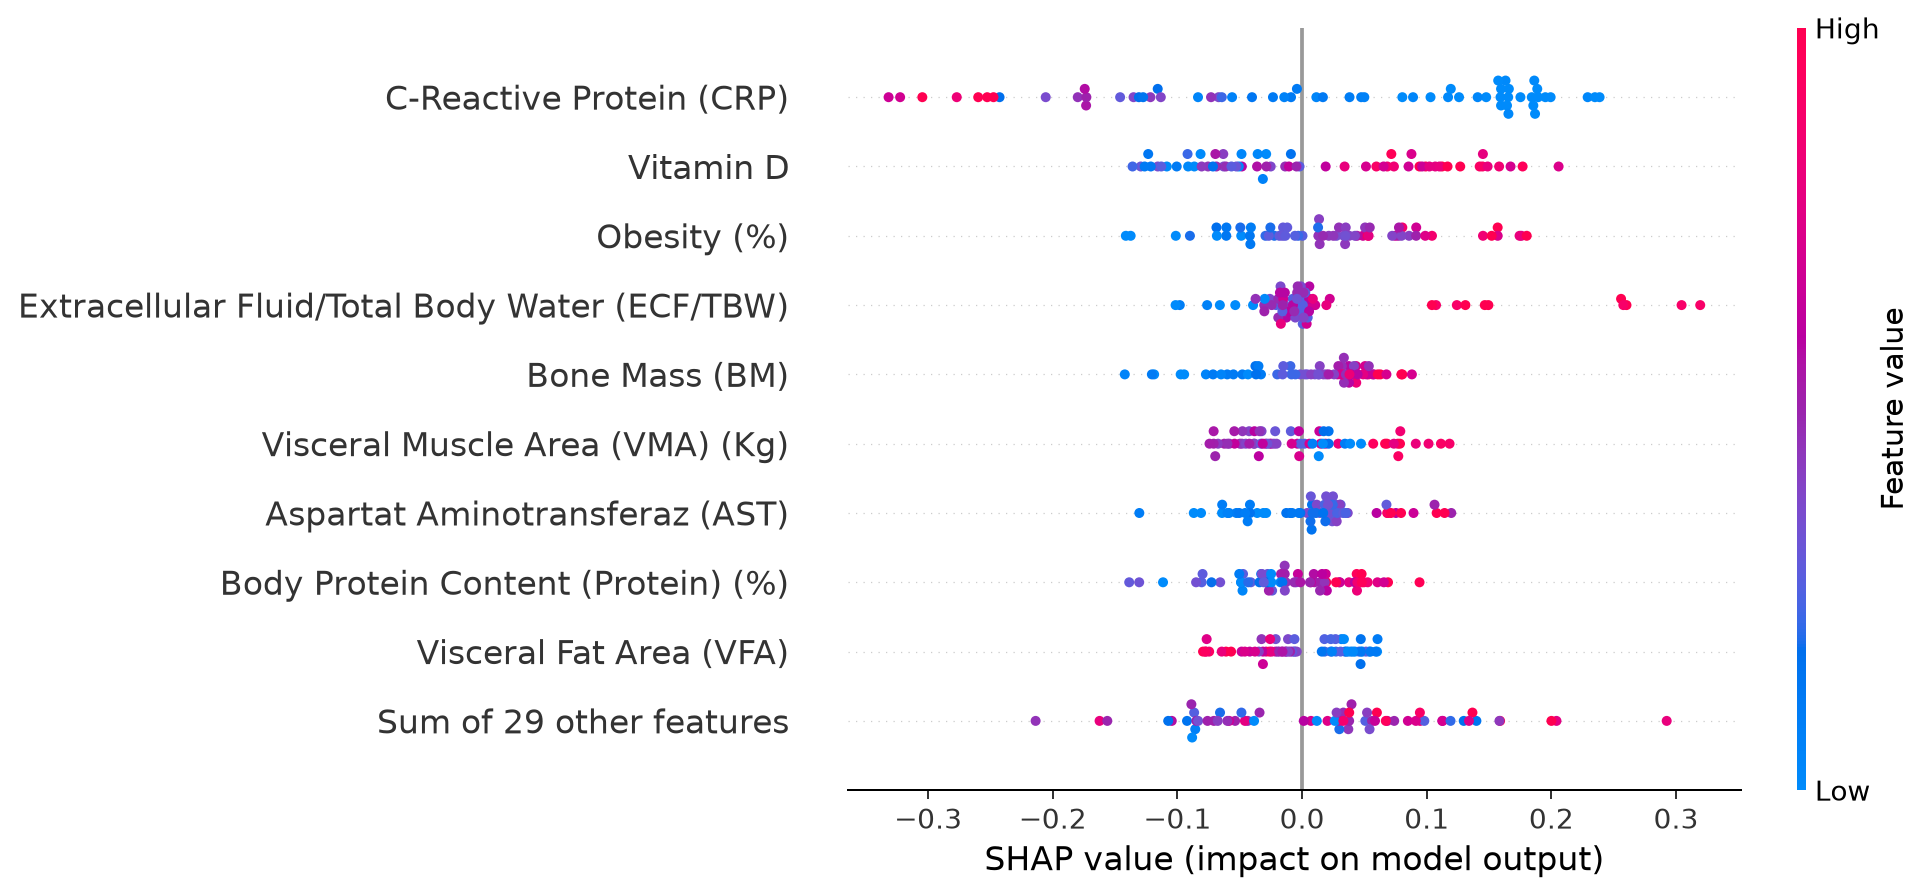 High
C-Reactive Protein (CRP)
Vitamin D
Obesity (%)
Extracellular Fluid/Total Body Water (ECF/TBW)
Bone Mass (BM)
Visceral Muscle Area (VMA) (Kg)
Aspartat Aminotransferaz (AST)
Body Protein Content (Protein) (%)
Visceral Fat Area (VFA)
Sum of 29 other features
Feature value
Low
−0.3 −0.2 −0.1 0.0 0.1 0.2 0.3
SHAP value (impact on model output)